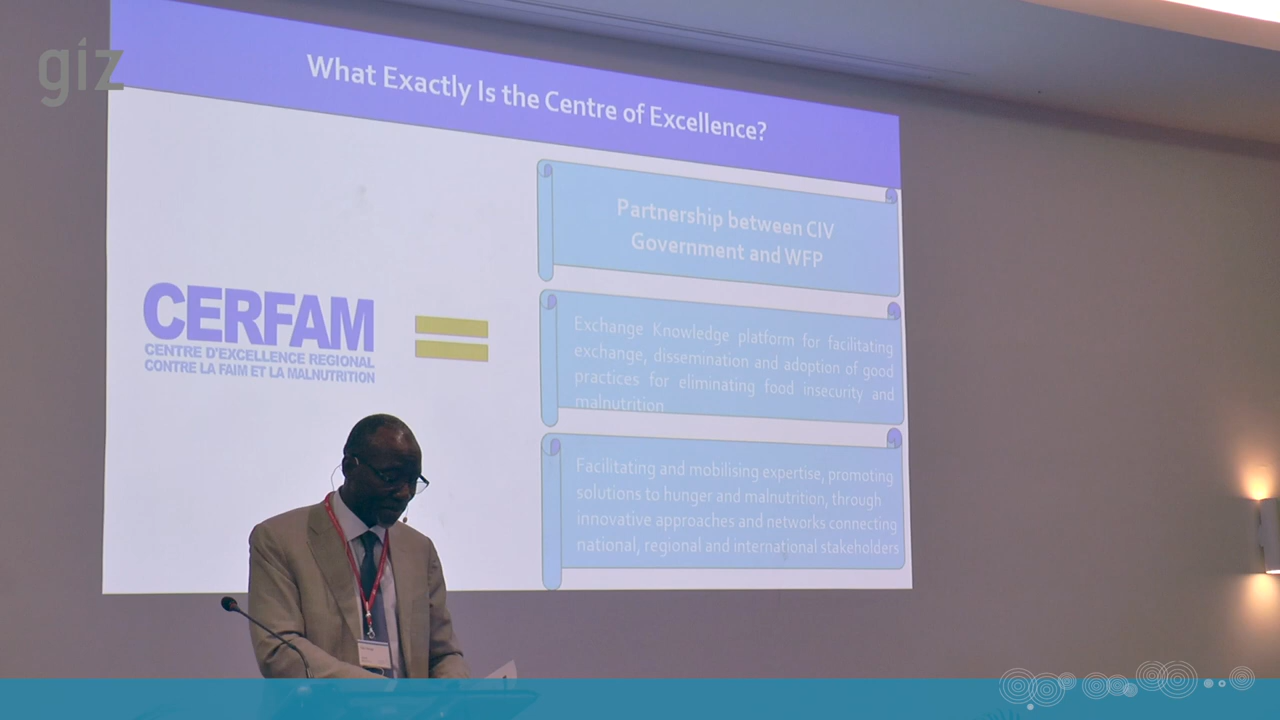 giz
What Exactly Is the Centre of Excellence?
Partnership between CIV
Government and WFP
CERFAM
CENTRE D'EXCELLENCE REGIONAL
CONTRE LA FAIM ET LA MALNUTRITION
Exchange Knowledge platform for facilitating
exchange, dissemination and adoption of good
practices for eliminating food insecurity and
malnutrition
Facilitating and mobilising expertise, promoting
solutions to hunger and malnutrition, through
innovative approaches and networks connecting
national, regional and international stakeholders